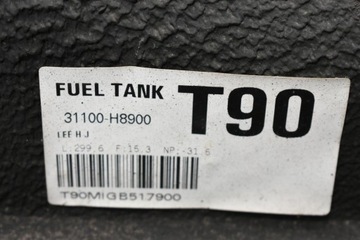 FUEL TANK T90
31100-H8900
LEE H J
L:299.6 F:15.3 NP:-31.6
T90MIGB517900